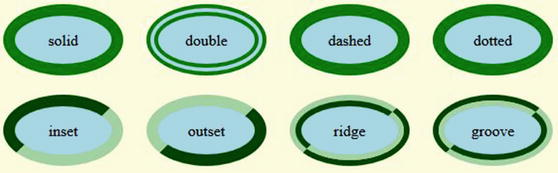 solid double dashed dotted
inset outset ridge groove